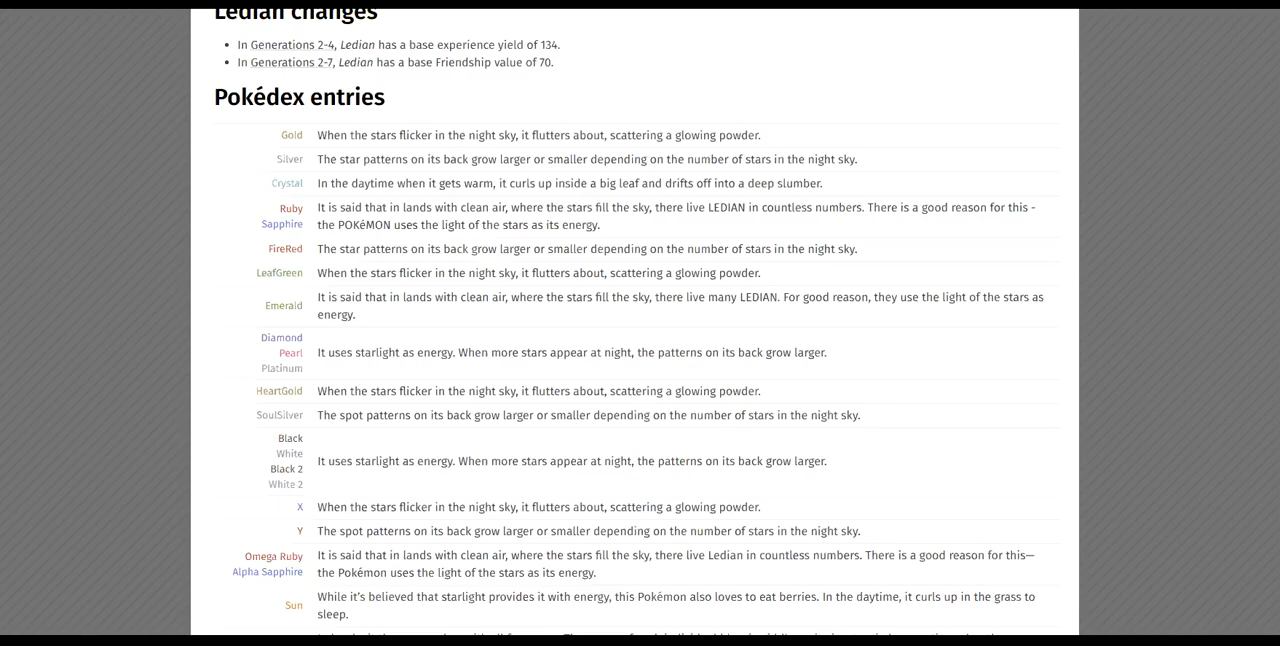 Ledian changes
In Generations 2-4, Ledian has a base experience yield of 134.
In Generations 2-7, Ledian has a base Friendship value of 70.
Pokédex entries
Gold
When the stars flicker in the night sky, it flutters about, scattering a glowing powder.
Silver
The star patterns on its back grow larger or smaller depending on the number of stars in the night sky.
Crystal
In the daytime when it gets warm, it curls up inside a big leaf and drifts off into a deep slumber.
Ruby
Sapphire
It is said that in lands with clean air, where the stars fill the sky, there live LEDIAN in countless numbers. There is a good reason for this -
the POKéMON uses the light of the stars as its energy.
FireRed
The star patterns on its back grow larger or smaller depending on the number of stars in the night sky.
LeafGreen
When the stars flicker in the night sky, it flutters about, scattering a glowing powder.
Emerald
It is said that in lands with clean air, where the stars fill the sky, there live many LEDIAN. For good reason, they use the light of the stars as
energy.
Diamond
Pearl
Platinum
It uses starlight as energy. When more stars appear at night, the patterns on its back grow larger.
HeartGold
When the stars flicker in the night sky, it flutters about, scattering a glowing powder.
SoulSilver
The spot patterns on its back grow larger or smaller depending on the number of stars in the night sky.
Black
White
Black 2
White 2
It uses starlight as energy. When more stars appear at night, the patterns on its back grow larger.
X
When the stars flicker in the night sky, it flutters about, scattering a glowing powder.
Y
The spot patterns on its back grow larger or smaller depending on the number of stars in the night sky.
Omega Ruby
Alpha Sapphire
It is said that in lands with clean air, where the stars fill the sky, there live Ledian in countless numbers. There is a good reason for this—
the Pokémon uses the light of the stars as its energy.
Sun
While it's believed that starlight provides it with energy, this Pokémon also loves to eat berries. In the daytime, it curls up in the grass to
sleep.